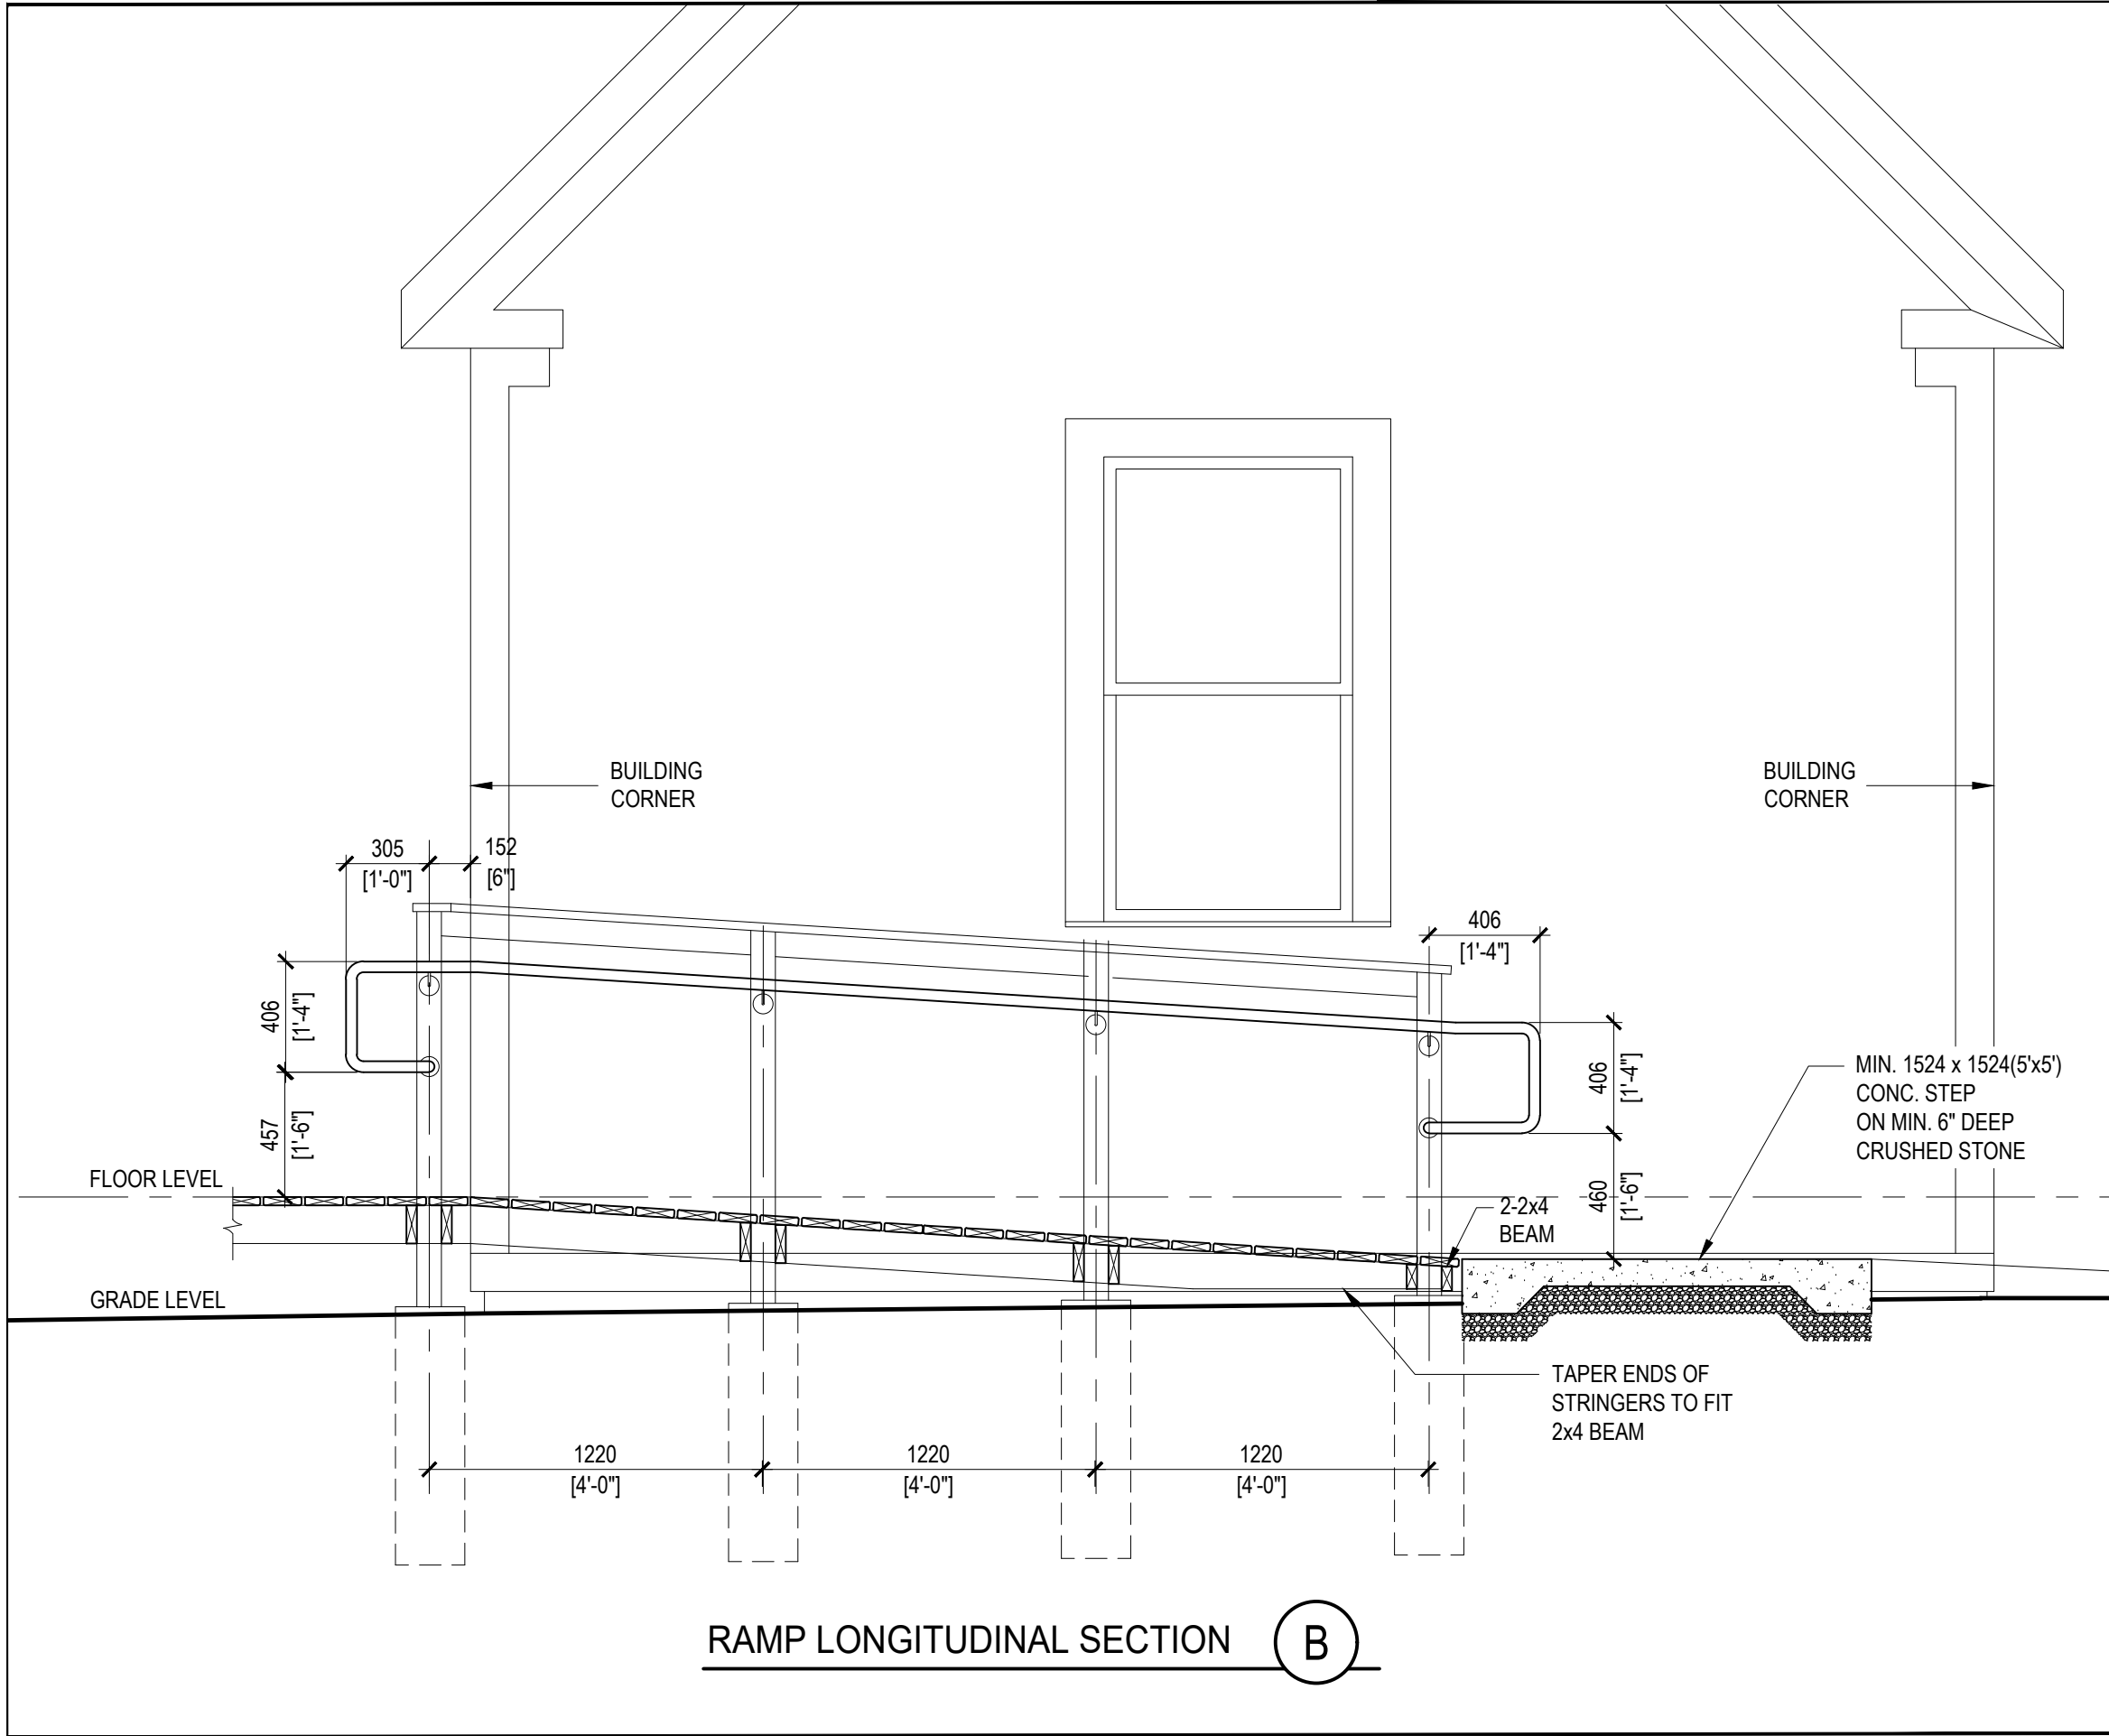 BUILDING
CORNER
BUILDING
CORNER
305
[1'-0"]
152
[6"]
406
[1'-4"]
406
[1'-4"]
457
[1'-6"]
406
[1'-4"]
460
[1'-6"]
MIN. 1524 x 1524(5'x5')
CONC. STEP
ON MIN. 6" DEEP
CRUSHED STONE
FLOOR LEVEL
2-2x4
BEAM
GRADE LEVEL
TAPER ENDS OF
STRINGERS TO FIT
2x4 BEAM
1220
[4'-0"]
1220
[4'-0"]
1220
[4'-0"]
RAMP LONGITUDINAL SECTION
B